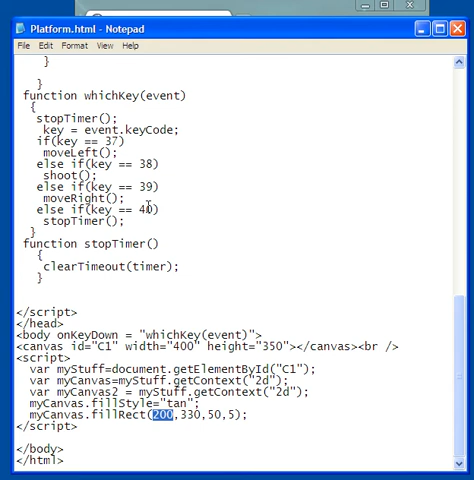 Platform.html - Notepad
File Edit Format View Help
}
}
function whichKey(event)
{
stopTimer();
key = event.keyCode;
if(key == 37)
moveLeft();
else if(key == 38)
shoot();
else if(key == 39)
moveRight();
else if(key == 40)
stopTimer();
}
function stopTimer()
{
clearTimeout(timer);
}
</script>
</head>
<body onKeyDown = "whichKey(event)">
<canvas id="C1" width="400" height="350"></canvas><br />
<script>
var myStuff=document.getElementById("C1");
var myCanvas=myStuff.getContext("2d");
var myCanvas2 = myStuff.getContext("2d");
myCanvas.fillStyle="tan";
myCanvas.fillRect(200,330,50,5);
</script>
</body>
</html>